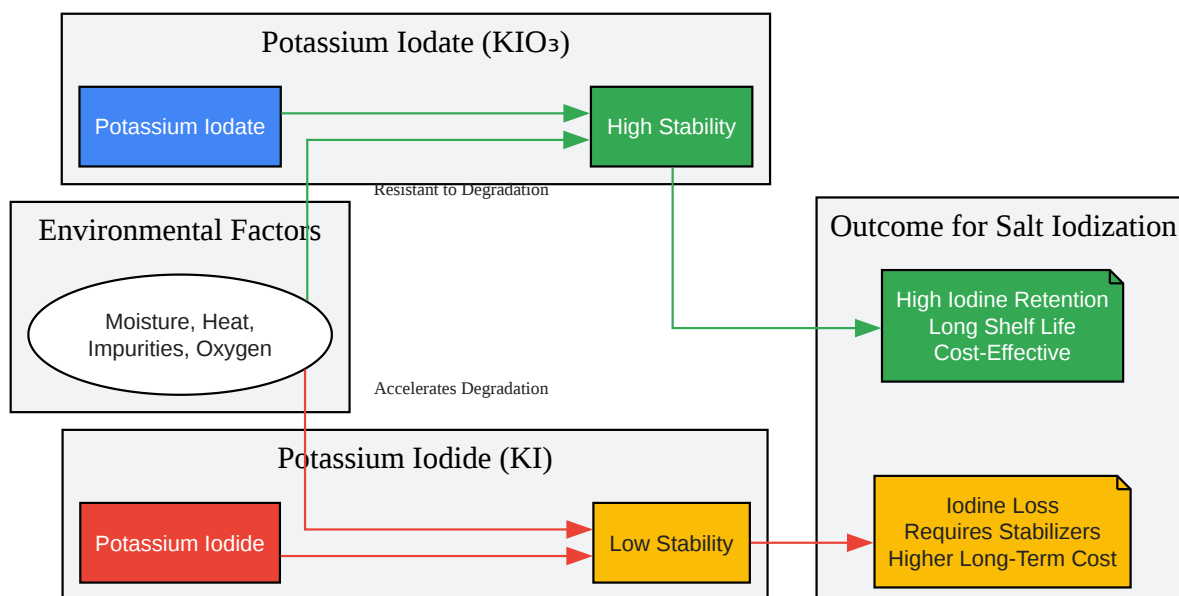 Potassium Iodate (KIO₃)
Potassium Iodate
High Stability
Resistant to Degradation
Environmental Factors
Moisture, Heat,
Impurities, Oxygen
Accelerates Degradation
Potassium Iodide (KI)
Potassium Iodide
Low Stability
Outcome for Salt Iodization
High Iodine Retention
Long Shelf Life
Cost-Effective
Iodine Loss
Requires Stabilizers
Higher Long-Term Cost